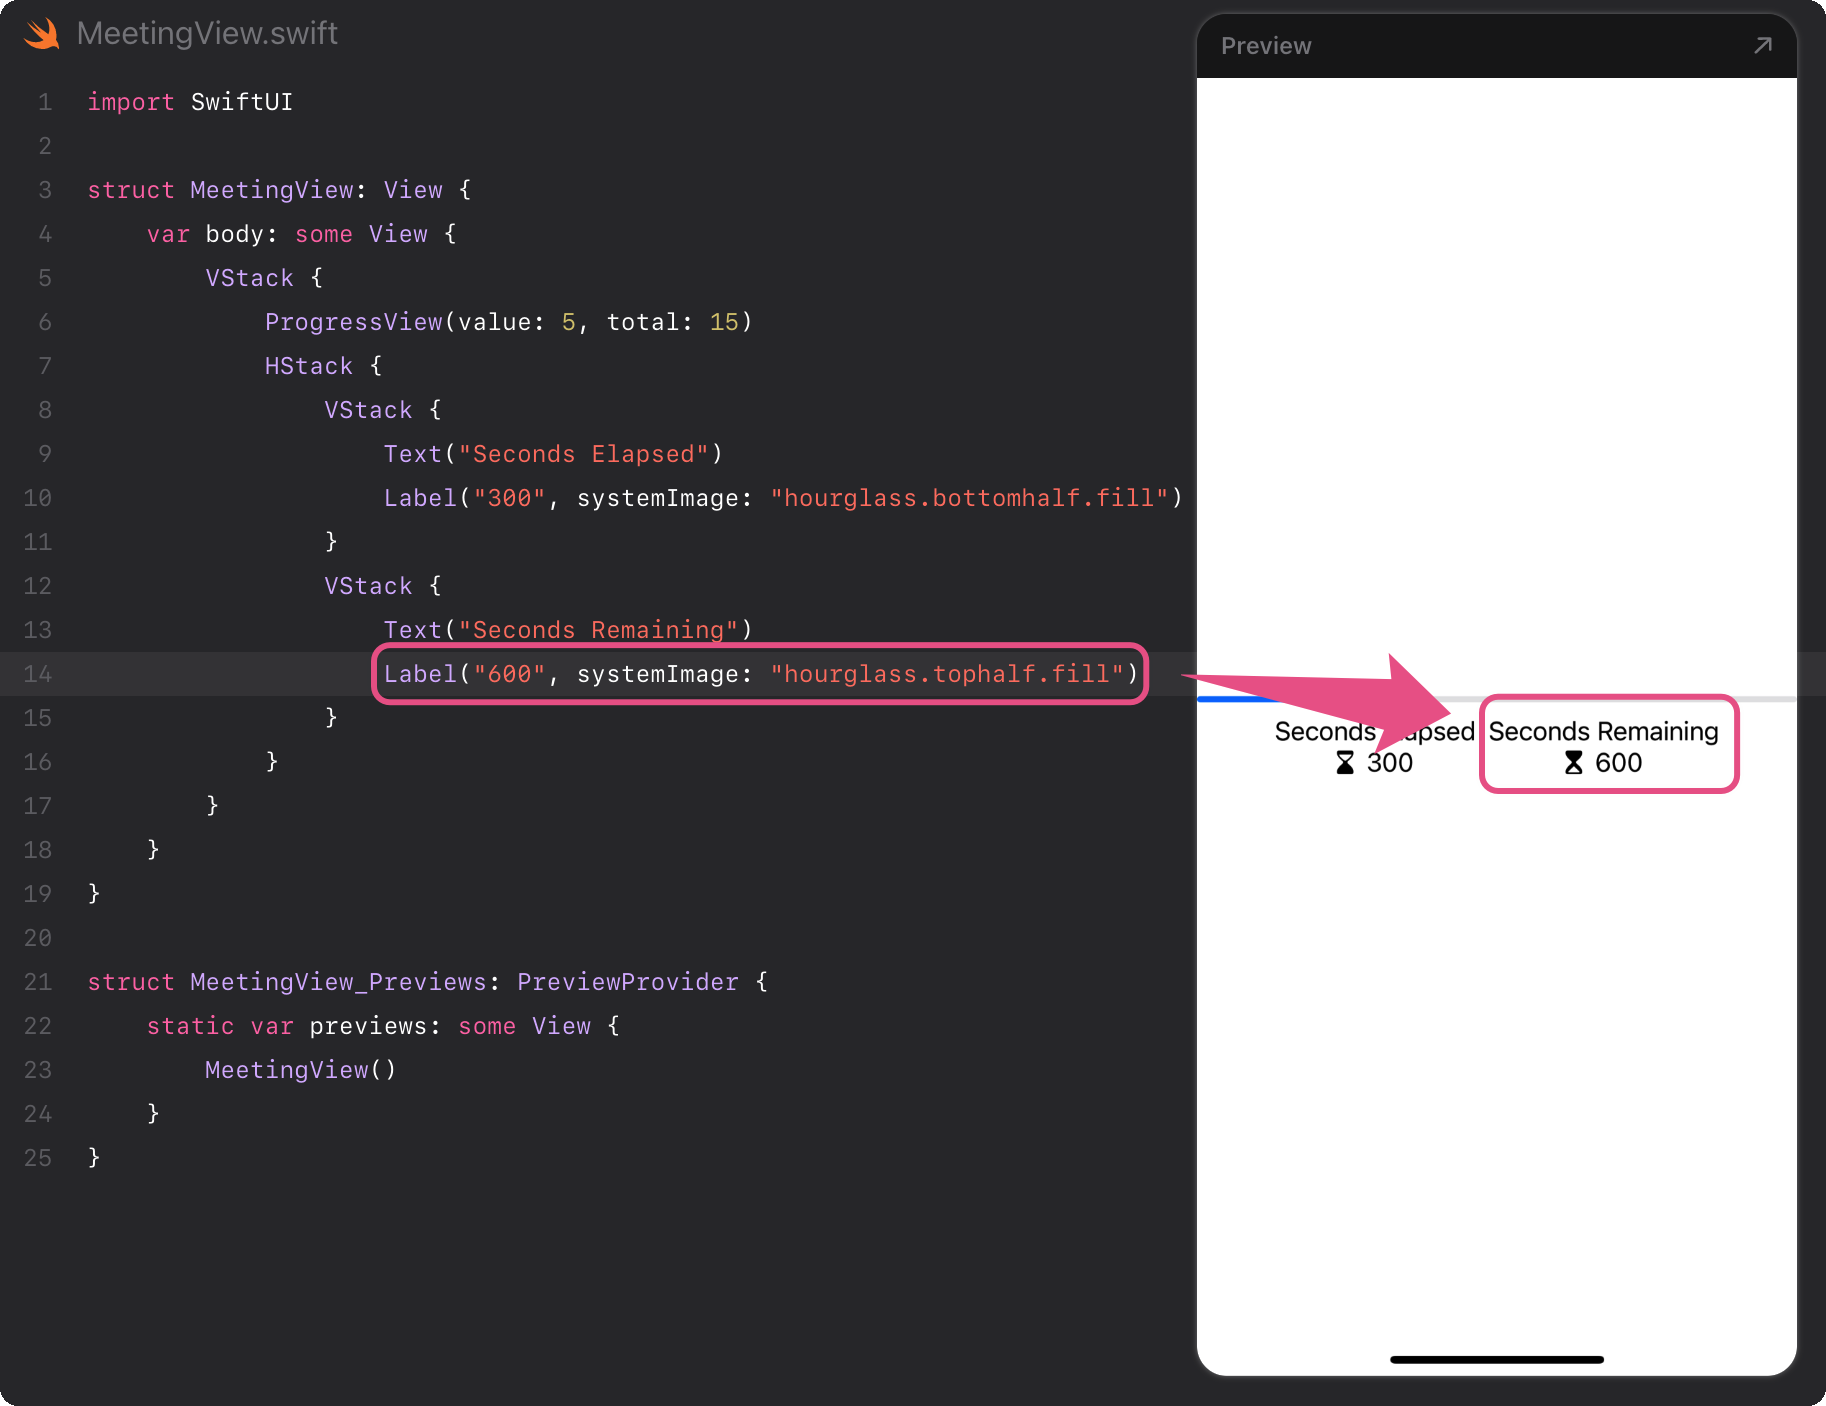 MeetingView.swift
1 import SwiftUI
2
3 struct MeetingView: View {
4     var body: some View {
5         VStack {
6             ProgressView(value: 5, total: 15)
7             HStack {
8                 VStack {
9                     Text("Seconds Elapsed")
10                     Label("300", systemImage: "hourglass.bottomhalf.fill")
11                 }
12                 VStack {
13                     Text("Seconds Remaining")
14                     Label("600", systemImage: "hourglass.tophalf.fill")
15                 }
16             }
17         }
18     }
19 }
20
21 struct MeetingView_Previews: PreviewProvider {
22     static var previews: some View {
23         MeetingView()
24     }
25 }
Preview
Seconds Seconds Remaining
300 600